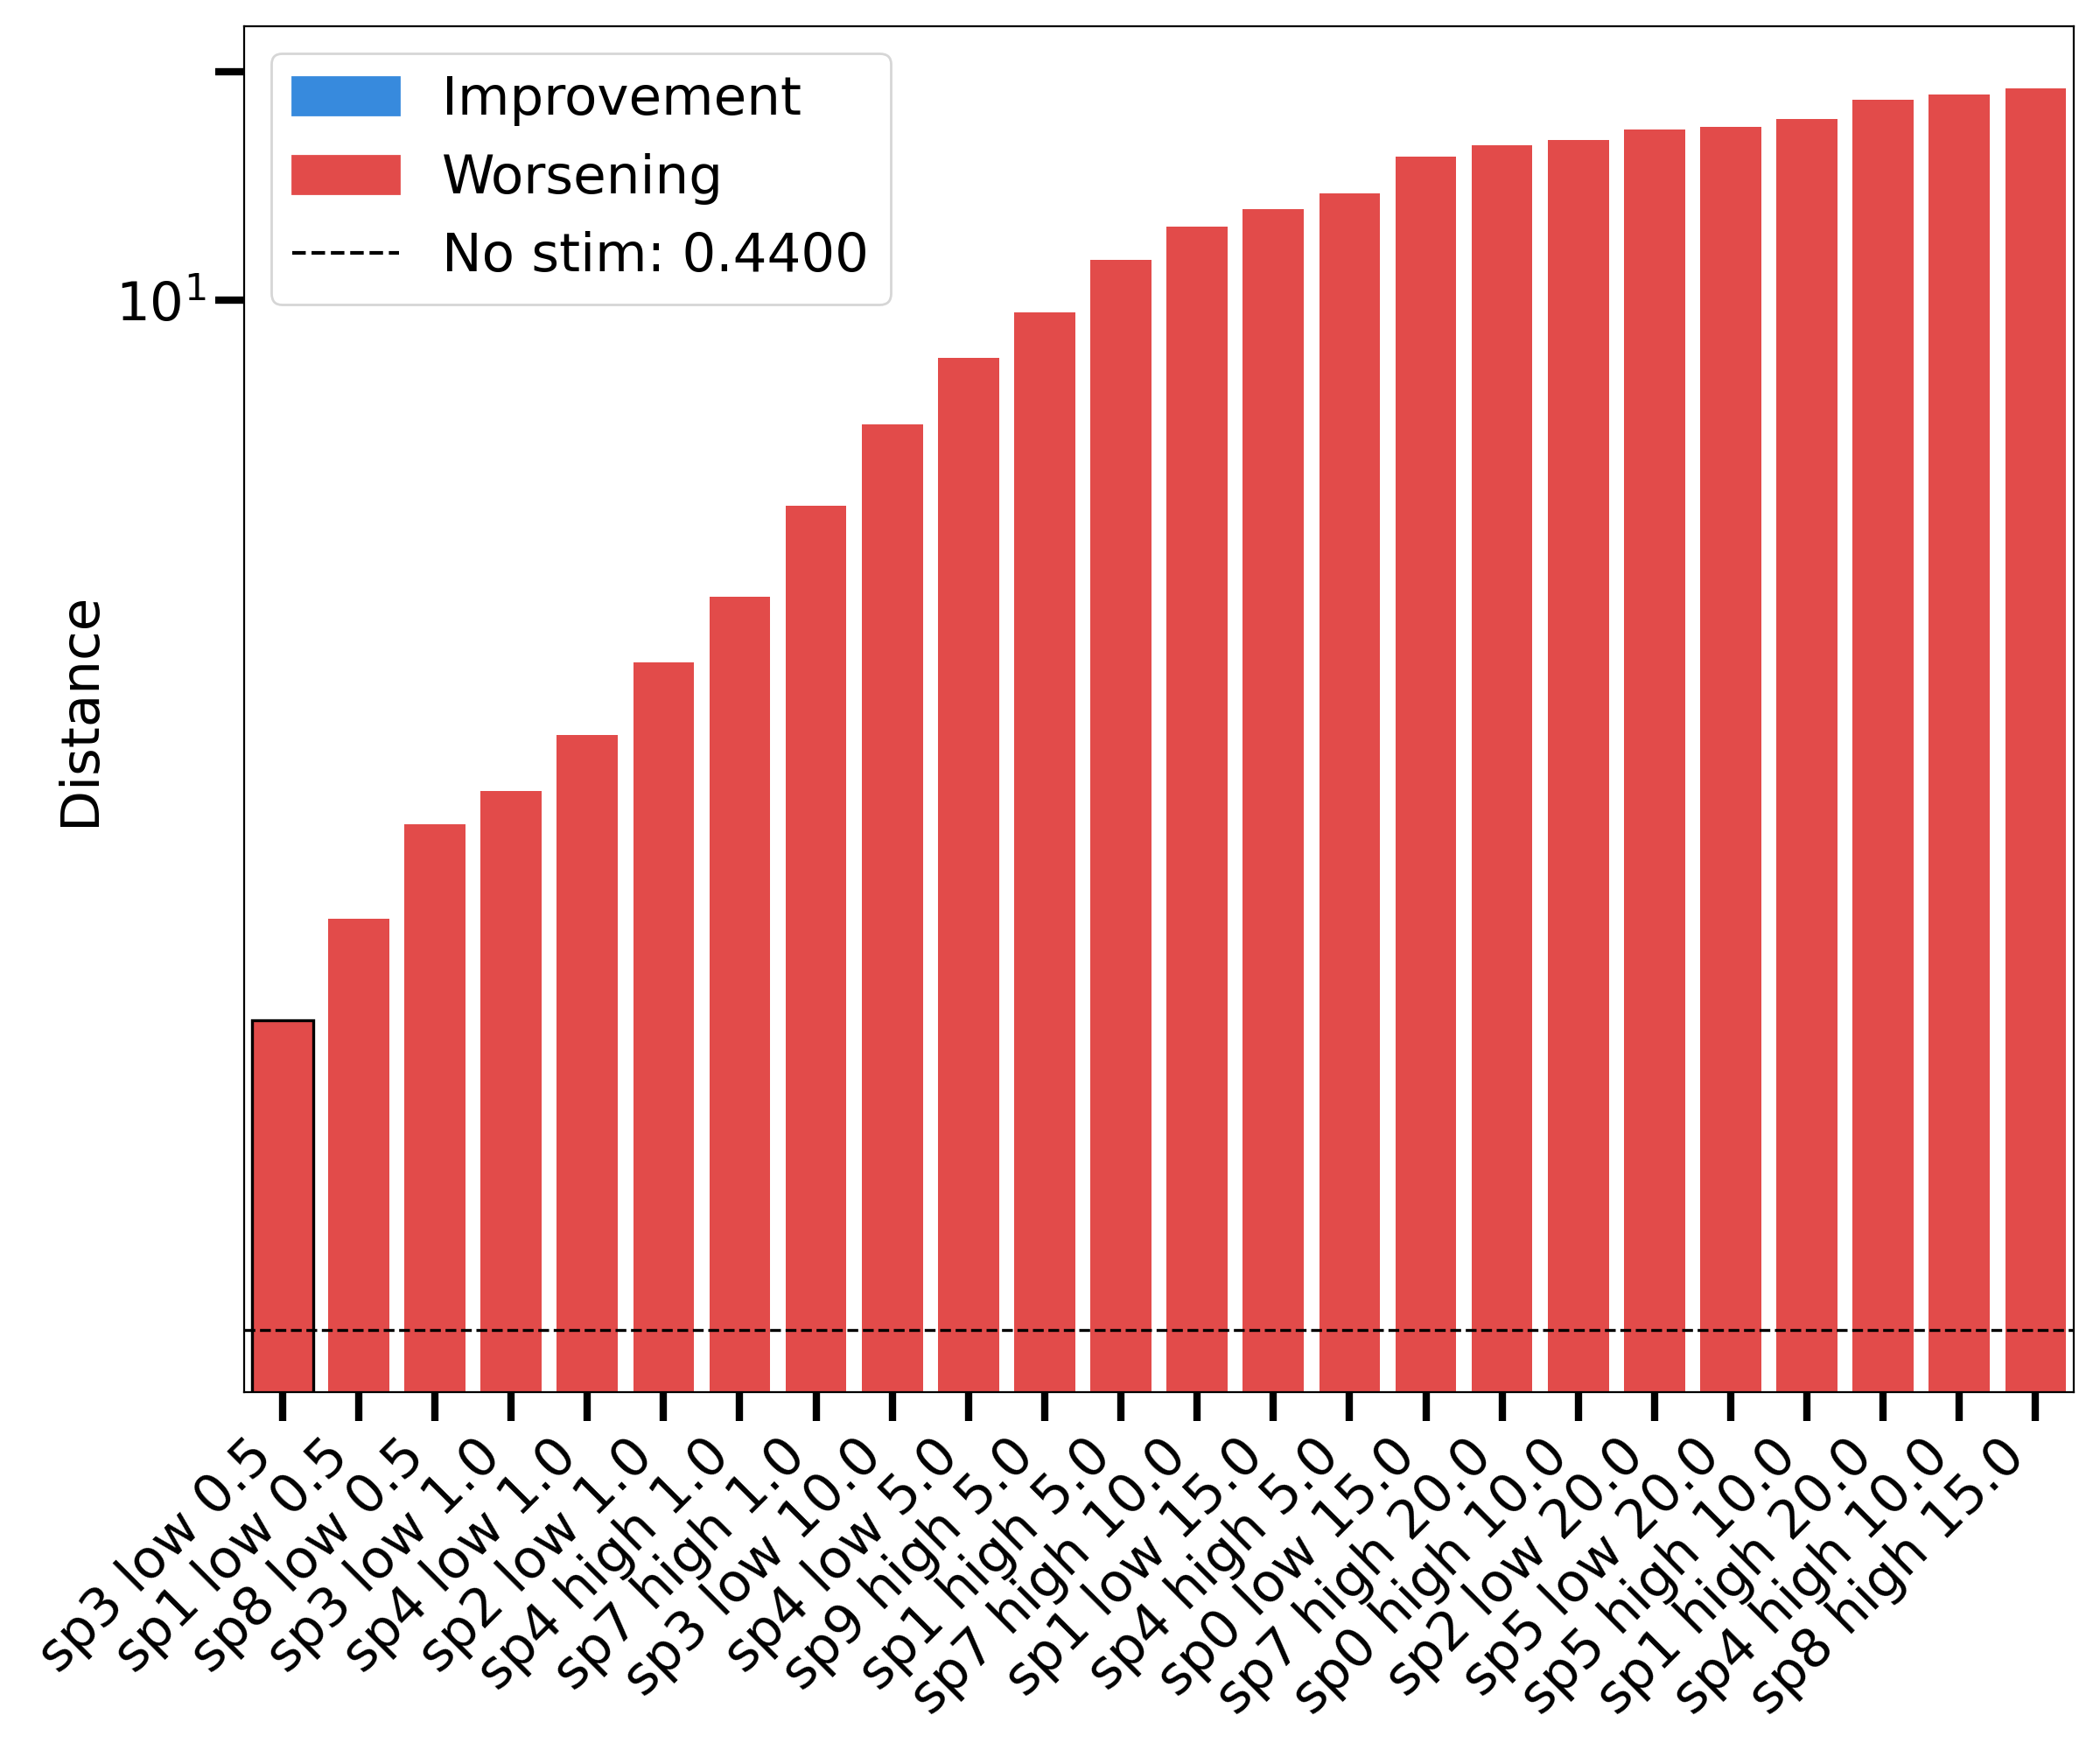 Improvement
Worsening
No stim: 0.4400
10¹
Distance
sp3 low 0.5
sp1 low 0.5
sp8 low 0.5
sp3 low 1.0
sp4 low 1.0
sp2 low 1.0
sp4 high 1.0
sp7 high 1.0
sp3 low 10.0
sp4 low 5.0
sp9 high 5.0
sp1 high 5.0
sp7 high 10.0
sp1 low 15.0
sp4 high 5.0
sp0 low 15.0
sp7 high 20.0
sp0 high 10.0
sp2 low 20.0
sp5 low 20.0
sp5 high 10.0
sp1 high 20.0
sp4 high 10.0
sp8 high 15.0